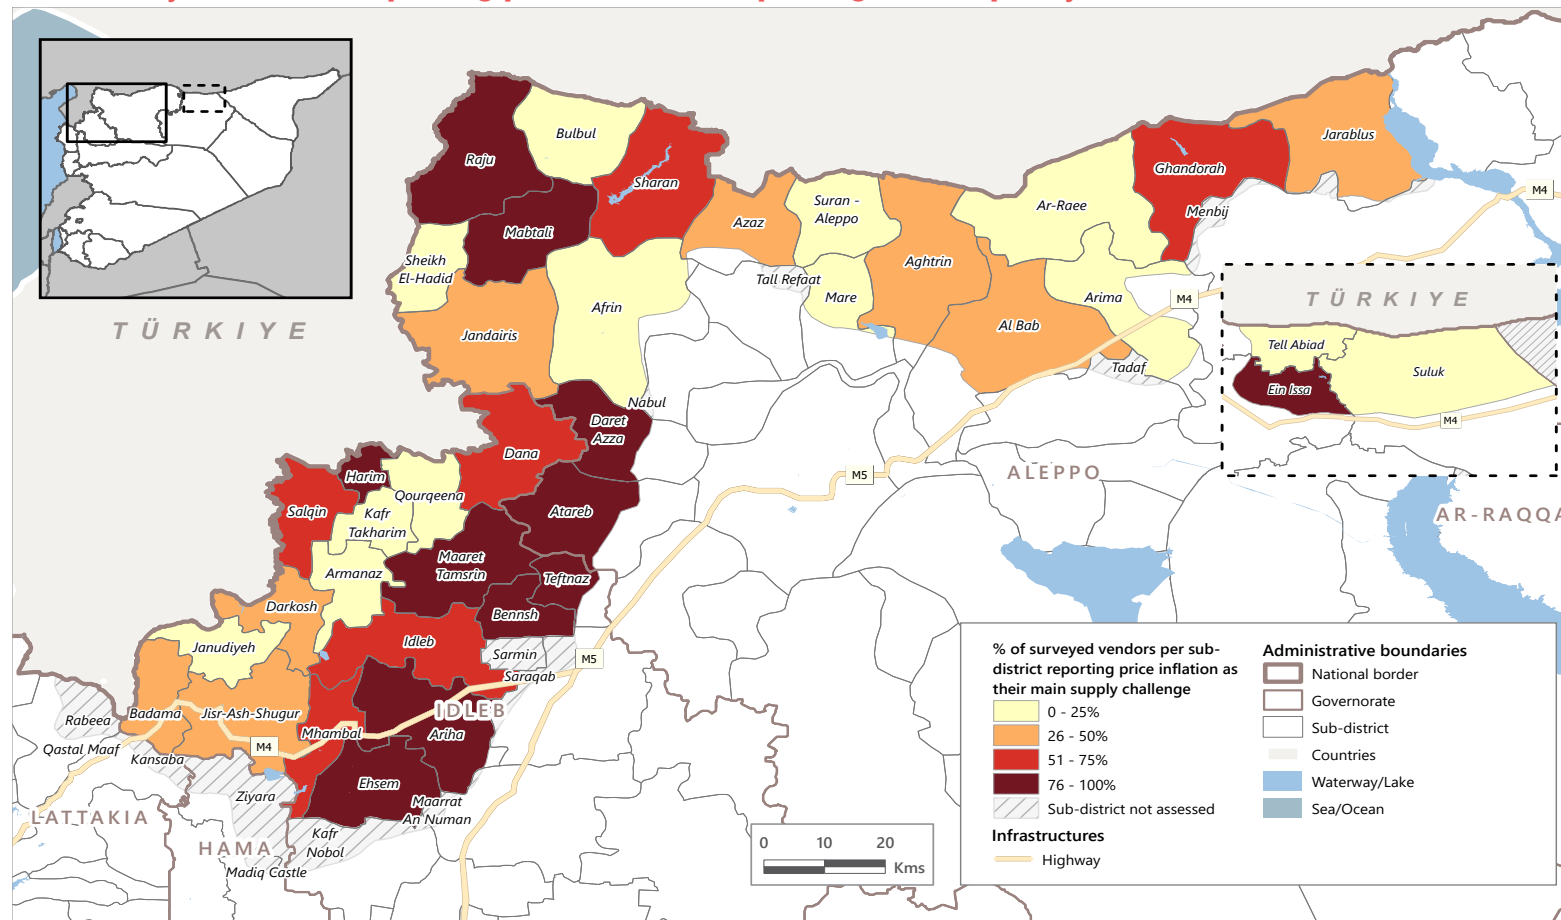 Bulbul
Raju
Sharan
Mabtali
Sheikh
El-Hadid
Afrin
Jandairis
Azaz
Suran -
Aleppo
Tall Refaat
Mare
Aghtrin
Ar-Raee
Al Bab
Arima
Tadaf
Ghandorah
Menbij
Jarablus
M4
M4
TÜRKIYE
TÜRKIYE
Tell Abiad
Suluk
Ein Issa
M4
Nabul
Daret
Azza
Dana
Harim
Qourqeena
Salqin
Kafr
Takharim
Atareb
Maaret
Tamsrin
Armanaz
Teftnaz
Bennsh
Darkosh
Idleb
Janudiyeh
Sarmin
Saraqab
M5
M5
ALEPPO
AR-RAQQA
IDLEB
Rabeea
Badama
Jisr-Ash-Shugur
Mhambal
Ariha
Qastal Maaf
Kansaba
M4
Ehsem
Ziyara
Maarrat
An Numan
LATTAKIA
HAMA
Kafr
Nobol
Madiq Castle
0 10 20
Kms
% of surveyed vendors per sub-
district reporting price inflation as
their main supply challenge
0 - 25%
26 - 50%
51 - 75%
76 - 100%
Sub-district not assessed
Infrastructures
Highway
Administrative boundaries
National border
Governorate
Sub-district
Countries
Waterway/Lake
Sea/Ocean